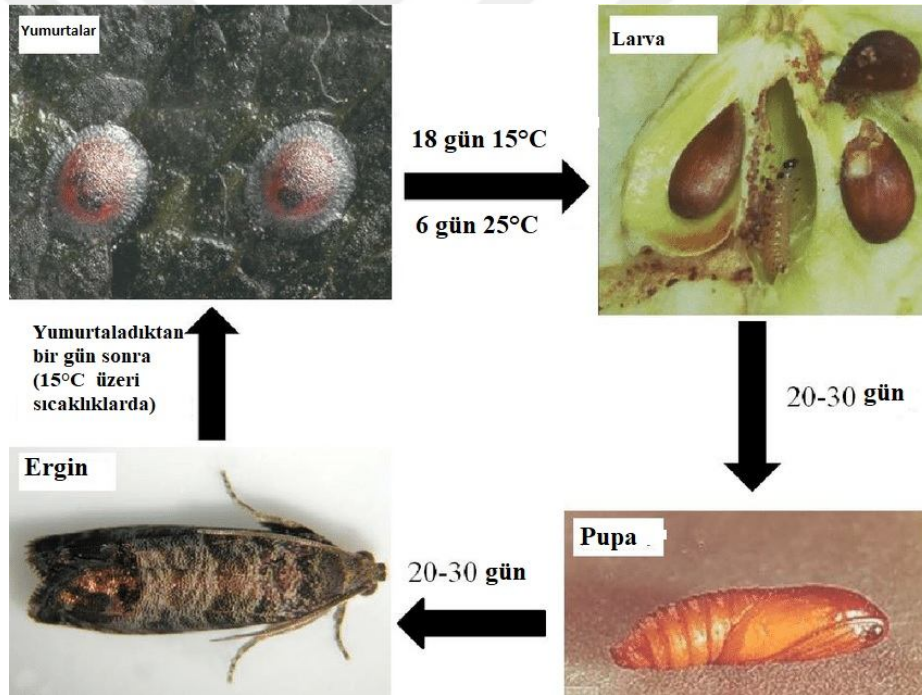 Yumurtalar
Larva
18 gün 15°C
6 gün 25°C
Yumurtaladıktan
bir gün sonra
(15°C üzeri
sıcaklıklarda)
20-30 gün
Ergin
Pupa
20-30 gün